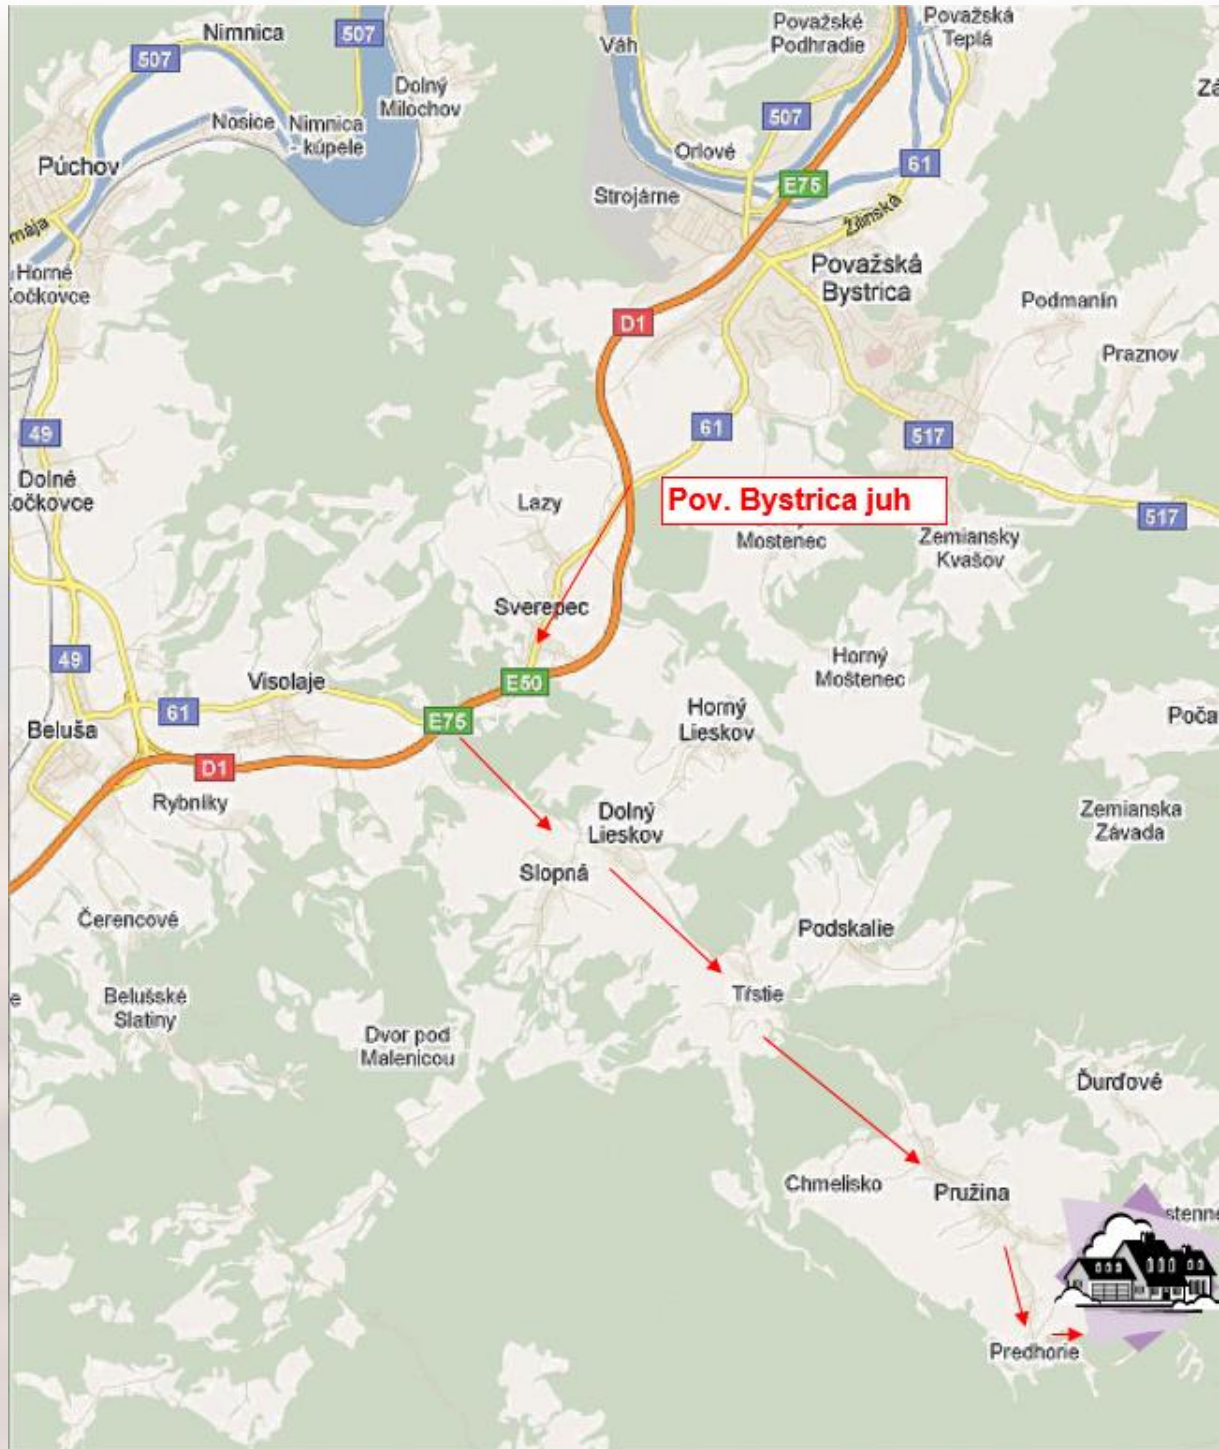 Nimnica
507
507
Považské
Podhradie
Považská
Teplá
Váh
Dolný
Milochov
Nosice
Nimnica
- kúpele
Púchov
507
Orlové
61
Strojárne
E75
Žilinská
mája
Horné
Kočkovce
Považská
Bystrica
Podmanín
D1
Praznov
49
61
517
Dolné
Kočkovce
Lazy
Pov. Bystrica juh
517
Mostenec
Zemiansky
Kvašov
Sverepec
49
Horný
Moštenec
Visolaje
E50
61
E75
Horný
Lieskov
Beluša
Poča
D1
Rybníky
Dolný
Lieskov
Zemianska
Závada
Slopná
Čerencové
Podskalie
Belušské
Slatiny
Tŕstie
Dvor pod
Malenicou
Ďurďové
Chmelisko
Pružina
stenné
Predhorie